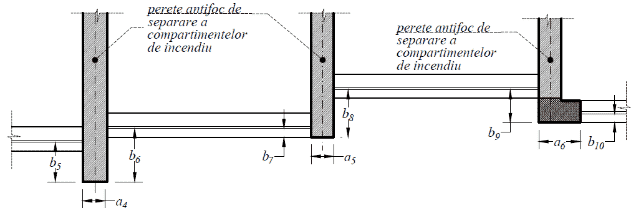 perete antifoc de
separare a
compartimentelor
de incendiu
perete antifoc de
separare a
compartimentelor
de incendiu
b5
b6
b7
b8
b9
b10
a4
a5
a6